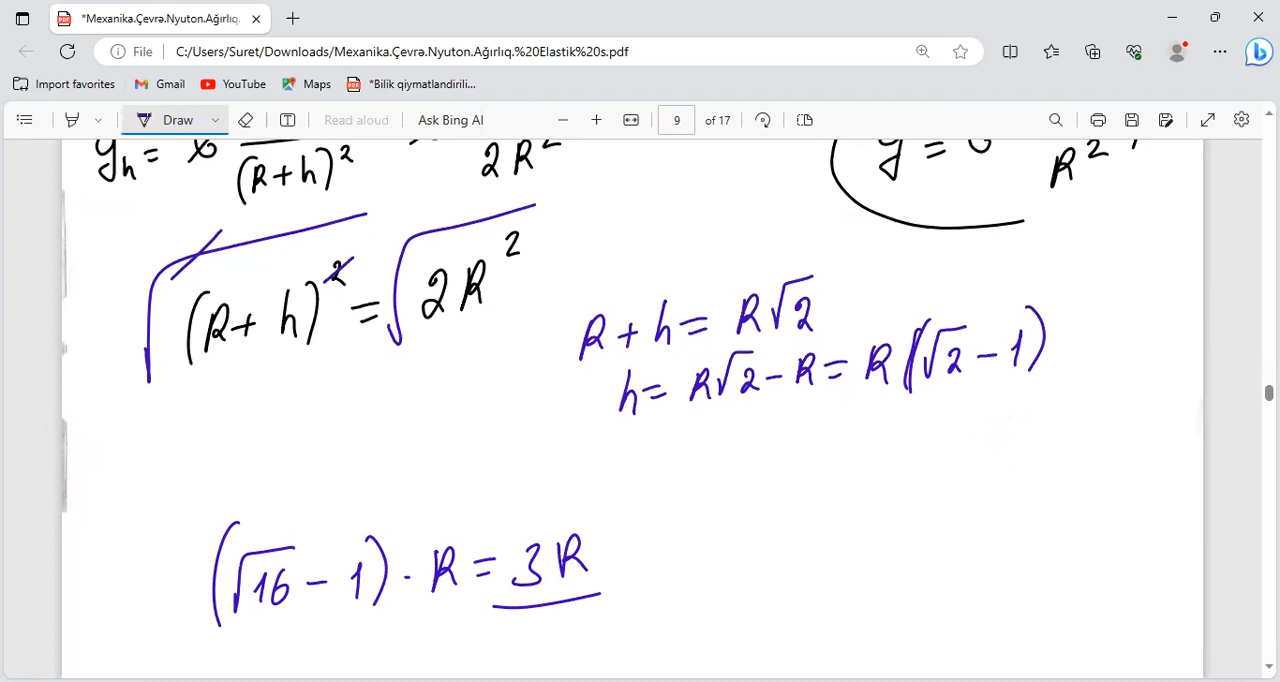 *Mexanika.Çevrə.Nyuton.Ağırlıq.
File C:/Users/Suret/Downloads/Mexanika.Çevrə.Nyuton.Ağırlıq.%20Elastik%20s.pdf
Import favorites Gmail YouTube Maps *Bilik qiymatlandirili...
Draw Read aloud Ask Bing AI 9 of 17
(R+h)² 2R² R²
(R+h)² = √2R²
R+h = R√2
h = R√2 - R = R(√2 - 1)
(√16 - 1) · R = 3R